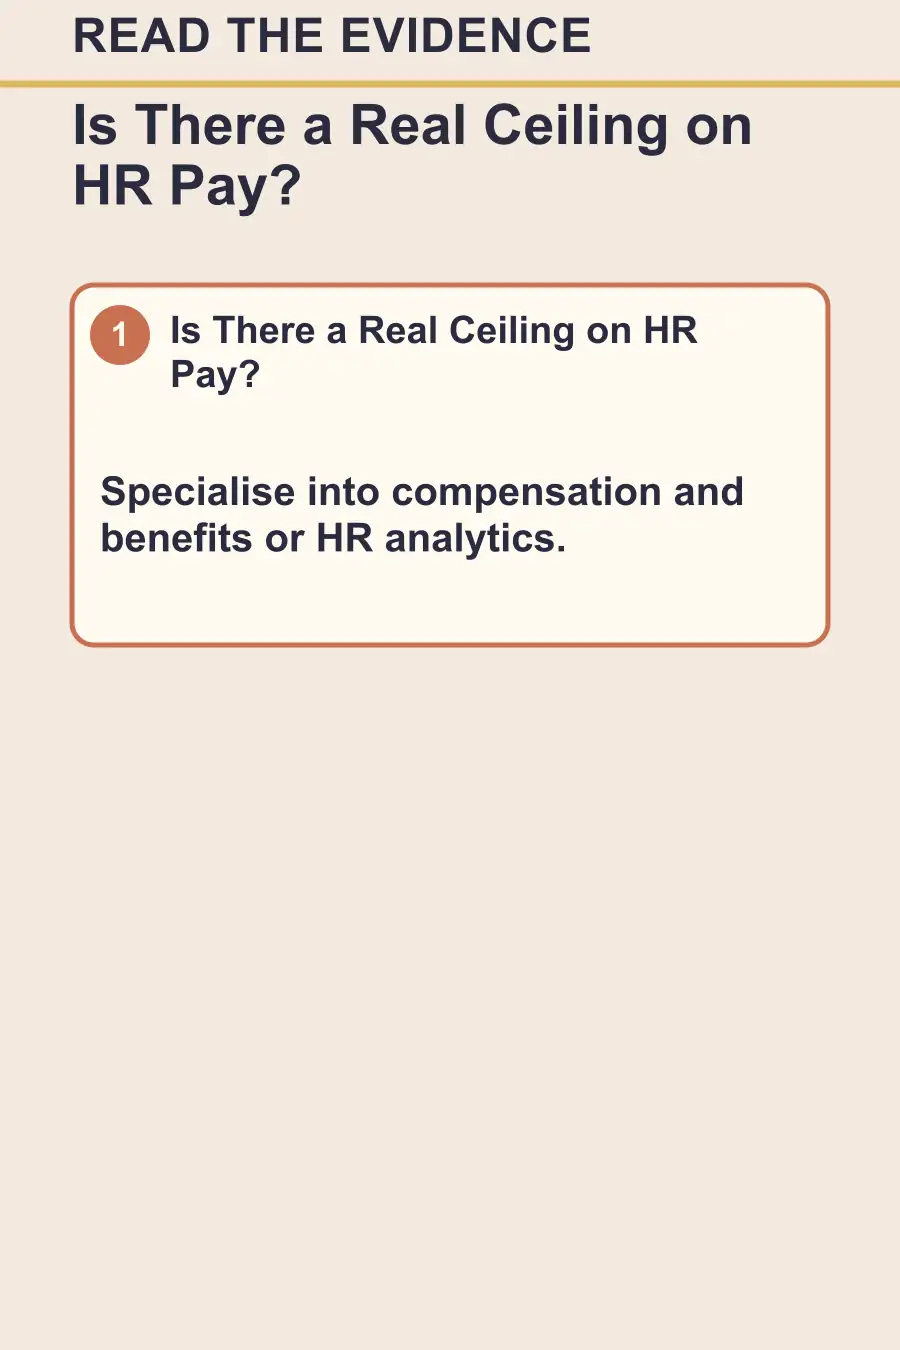 READ THE EVIDENCE
Is There a Real Ceiling on
HR Pay?
1
Is There a Real Ceiling on HR
Pay?
Specialise into compensation and
benefits or HR analytics.